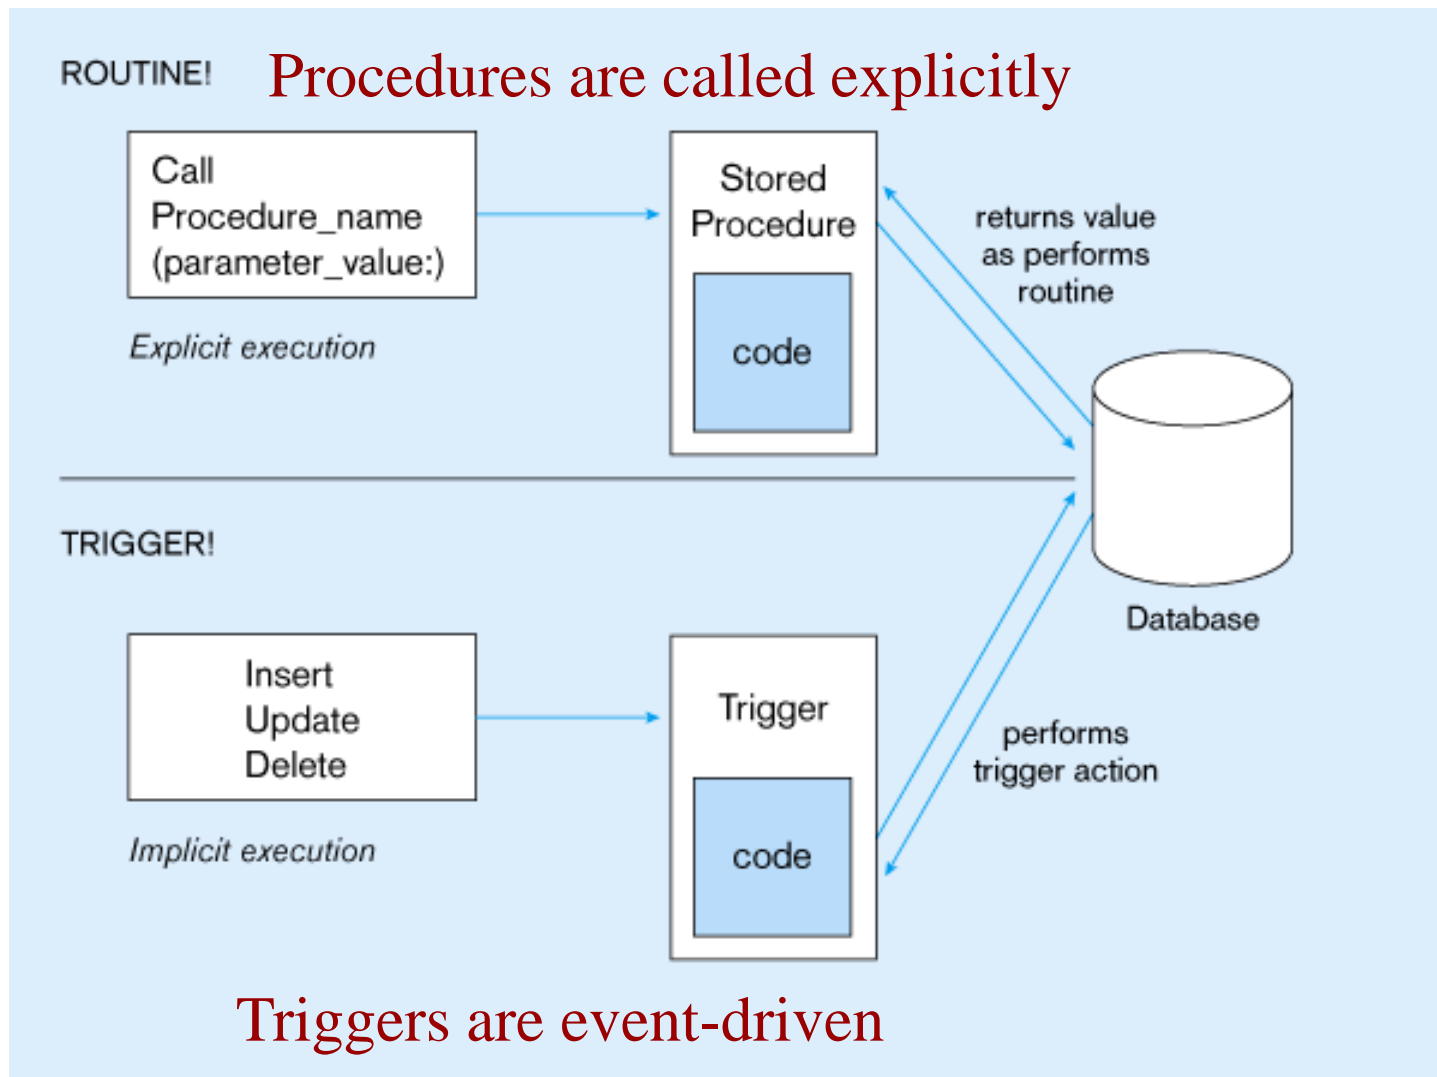 ROUTINE!
Procedures are called explicitly
Call
Procedure_name
(parameter_value:)
Explicit execution
Stored
Procedure
code
returns value
as performs
routine
Database
TRIGGER!
Insert
Update
Delete
Implicit execution
Trigger
code
performs
trigger action
Triggers are event-driven